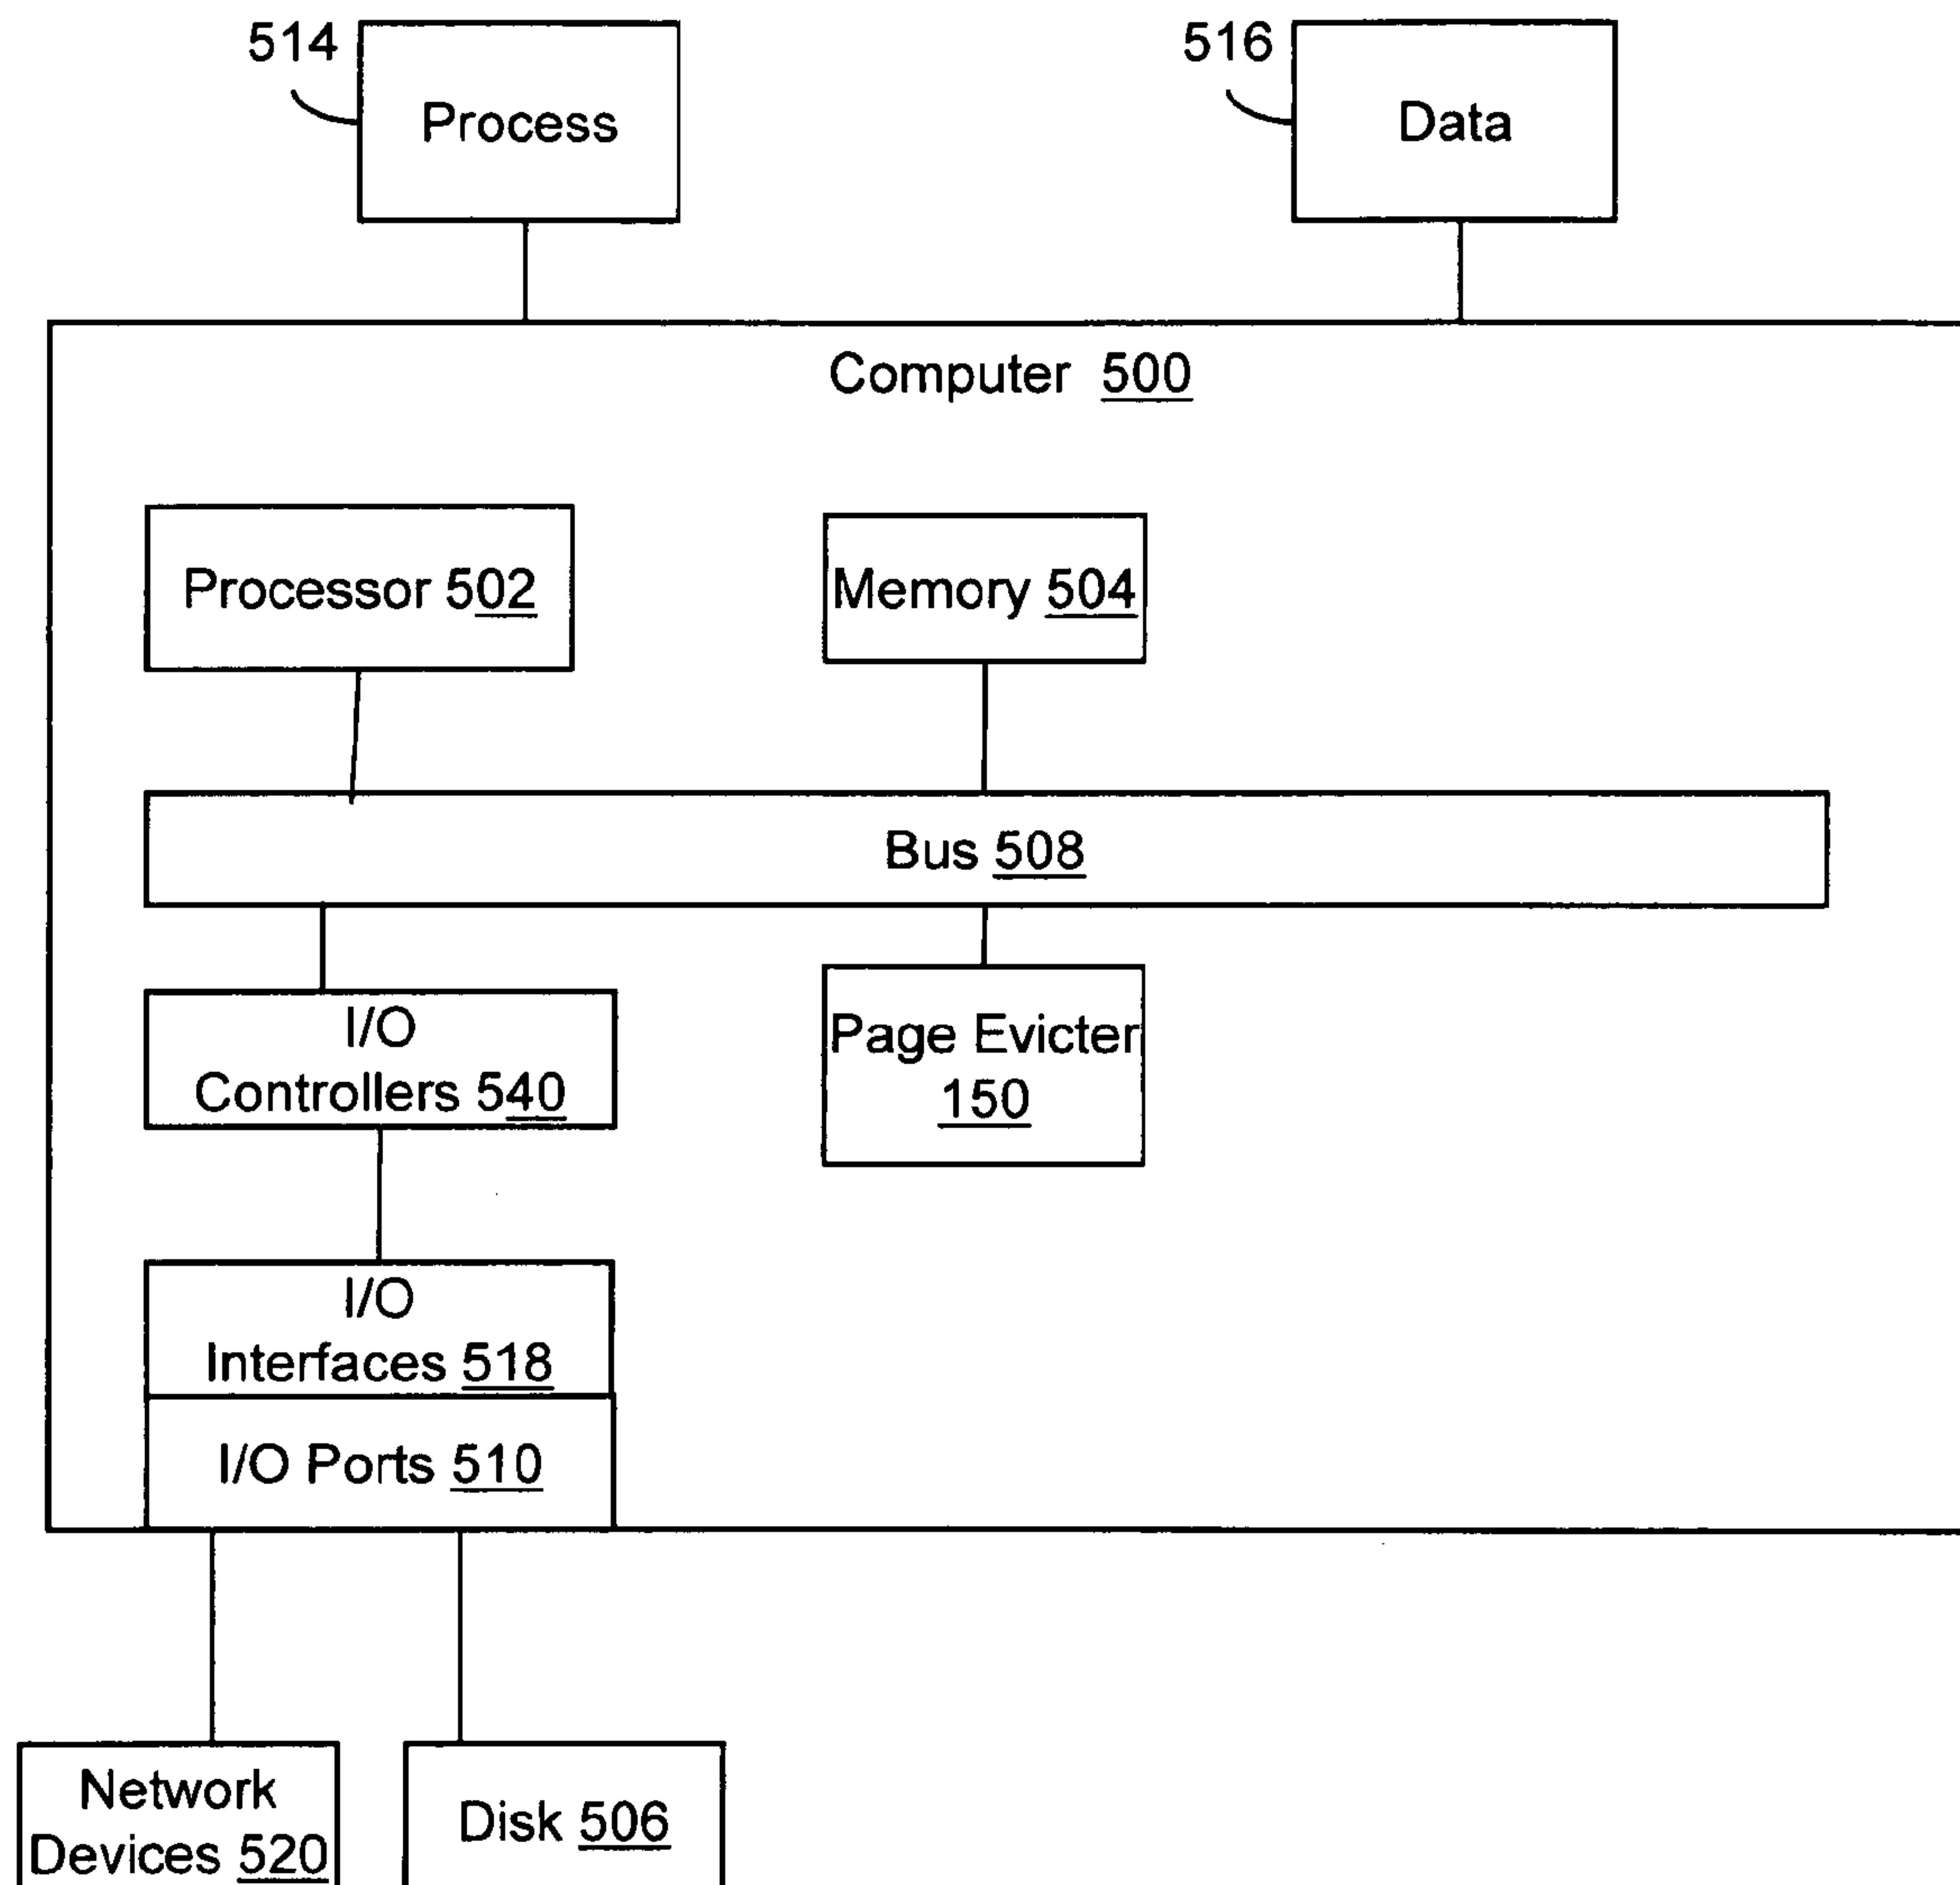 514
Process
516
Data
Computer 500
Processor 502
Memory 504
Bus 508
I/O
Controllers 540
Page Evicter
150
I/O
Interfaces 518
I/O Ports 510
Network
Devices 520
Disk 506